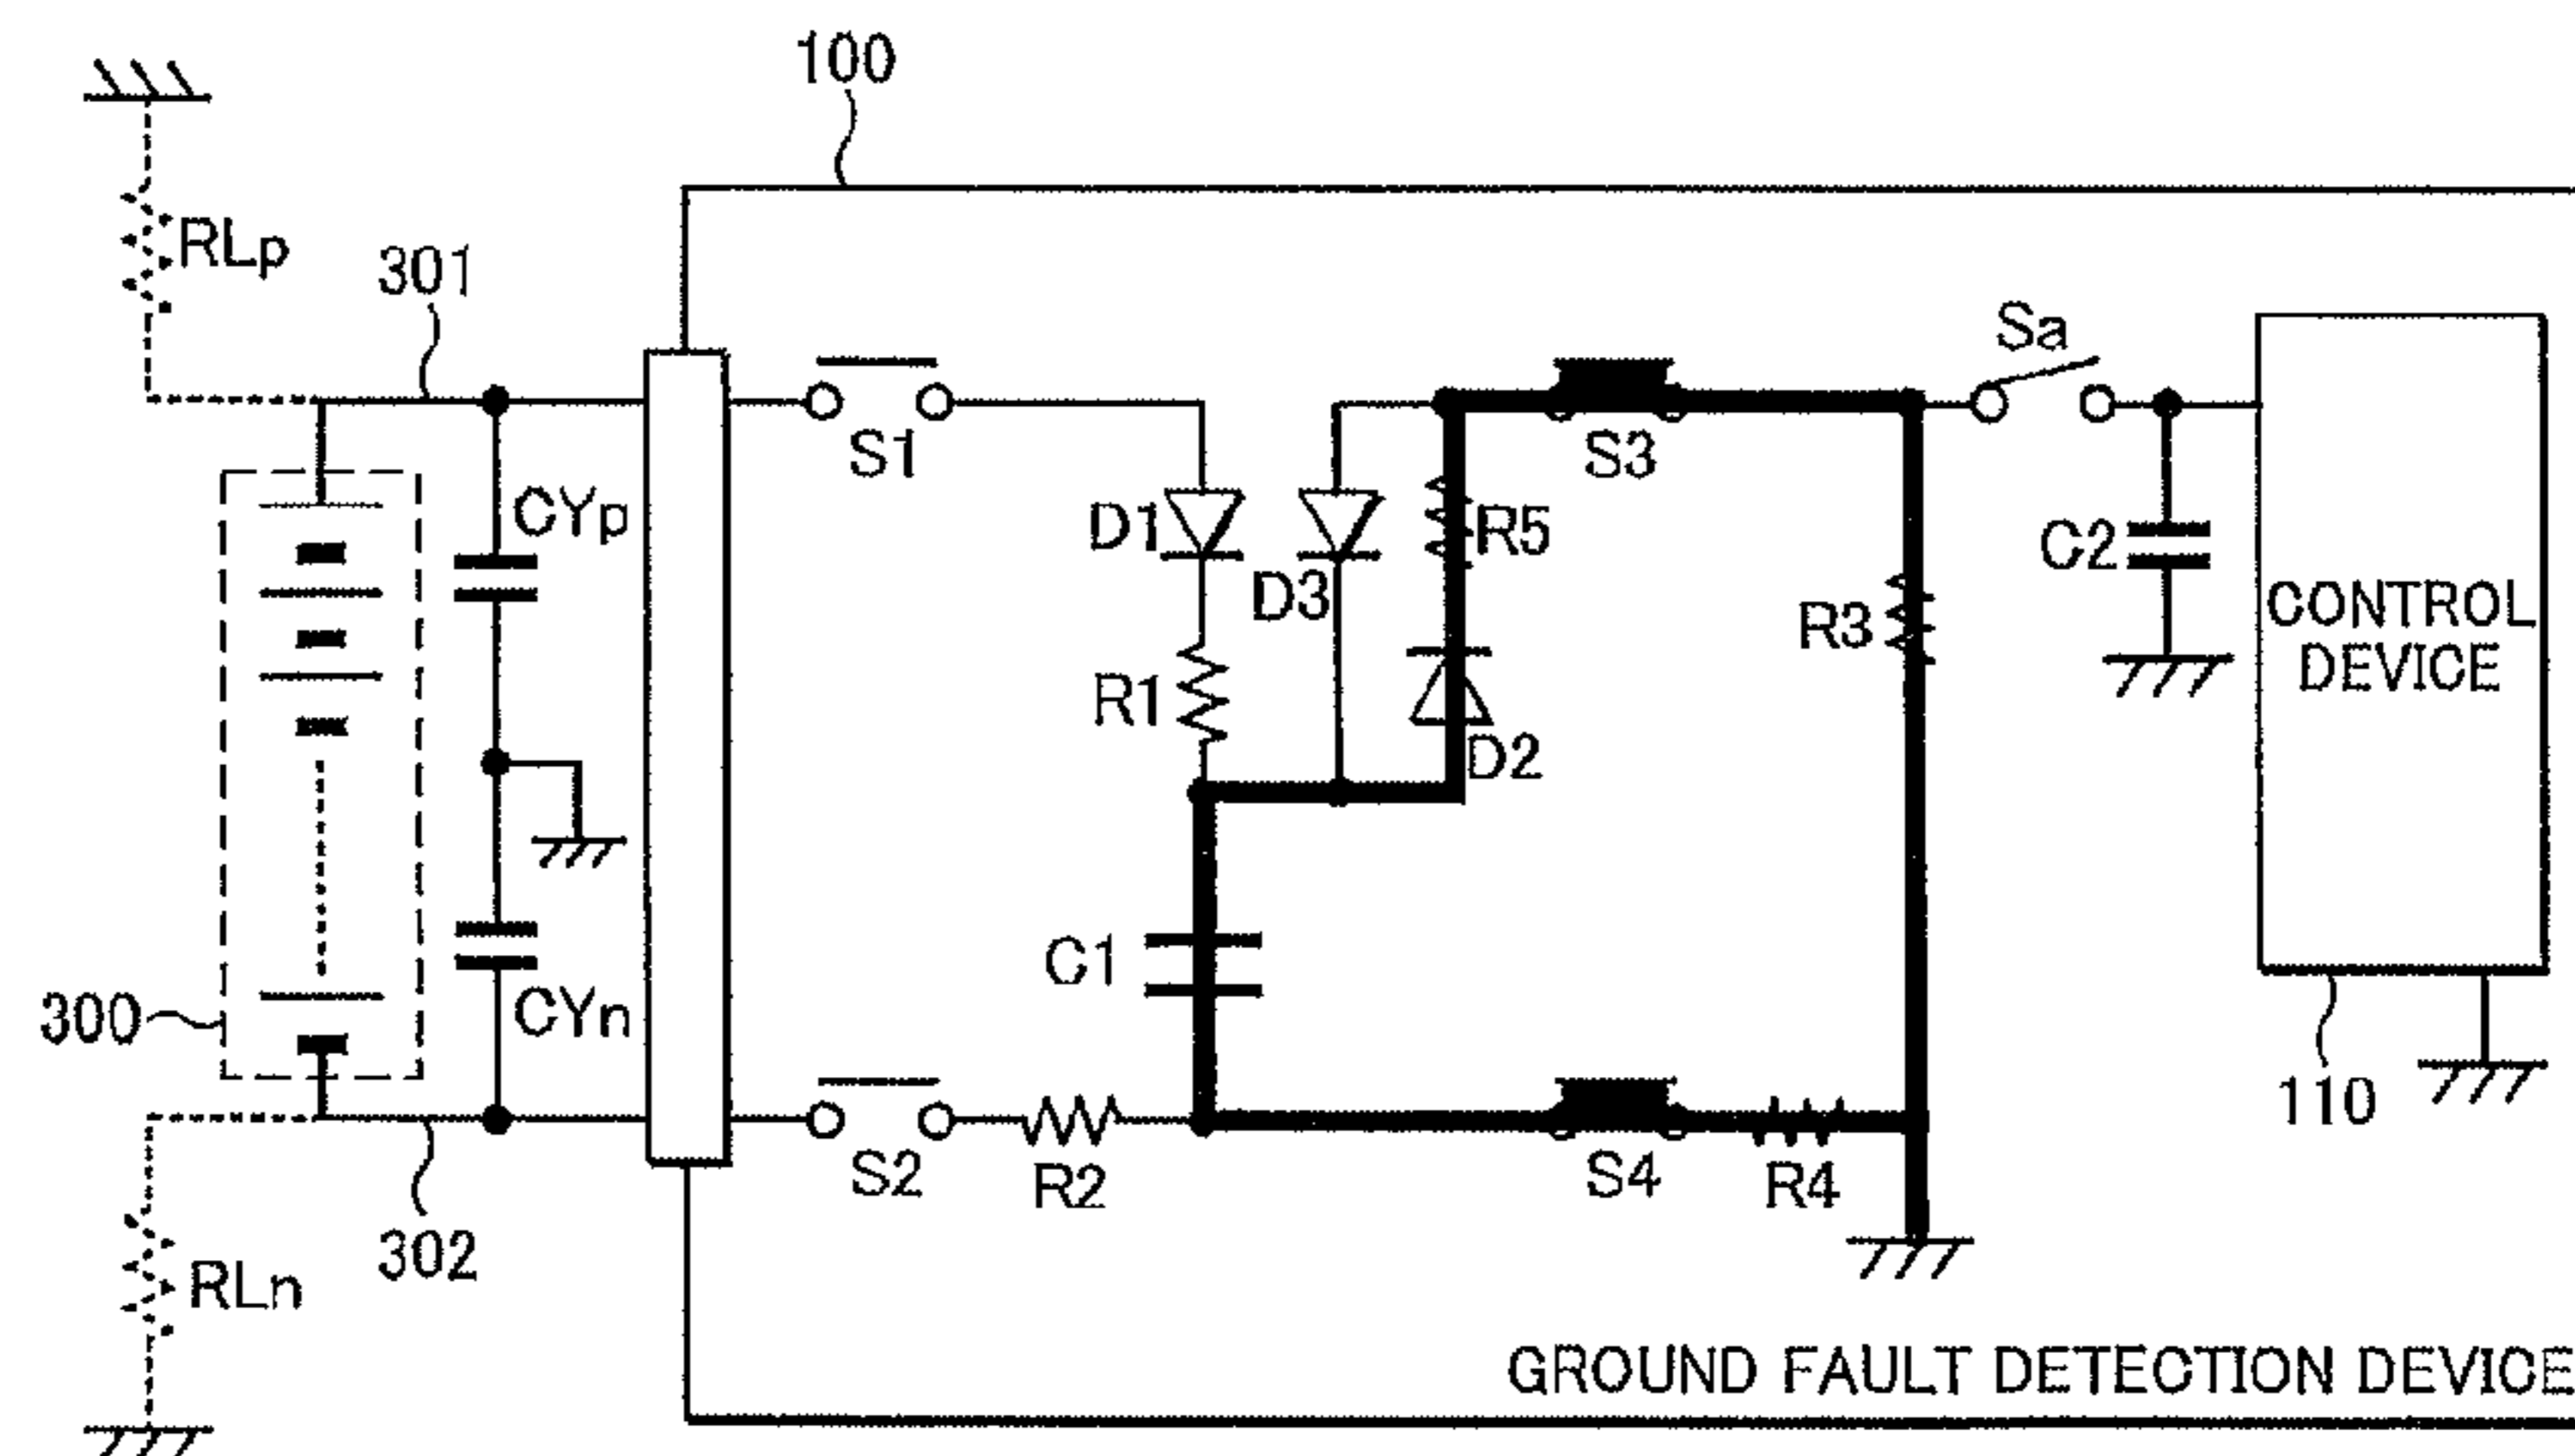 100
RLp
301
Sa
S1
S3
CYp
D1
R5
C2
D3
CONTROL
DEVICE
R3
R1
D2
C1
300
CYn
110
S2
R2
S4
R4
302
RLn
GROUND FAULT DETECTION DEVICE